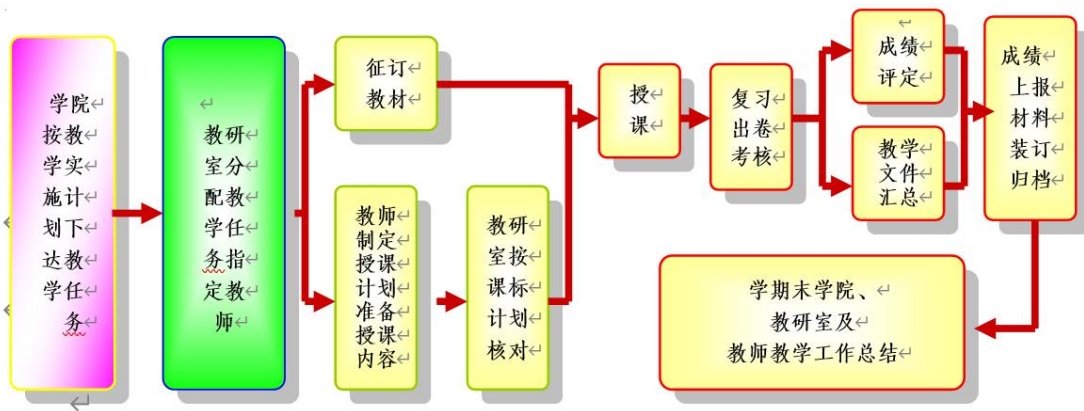 学院
按教
学实
施计
划下
达教
学任
务
教研
室分
配教
学任
务指
定教
师
征订
教材
教师
制定
授课
计划
准备
授课
内容
教研
室按
课标
计划
核对
授
课
复习
出卷
考核
成绩
评定
教学
文件
汇总
成绩
上报
材料
装订
归档
学期末学院、
教研室及
教师教学工作总结